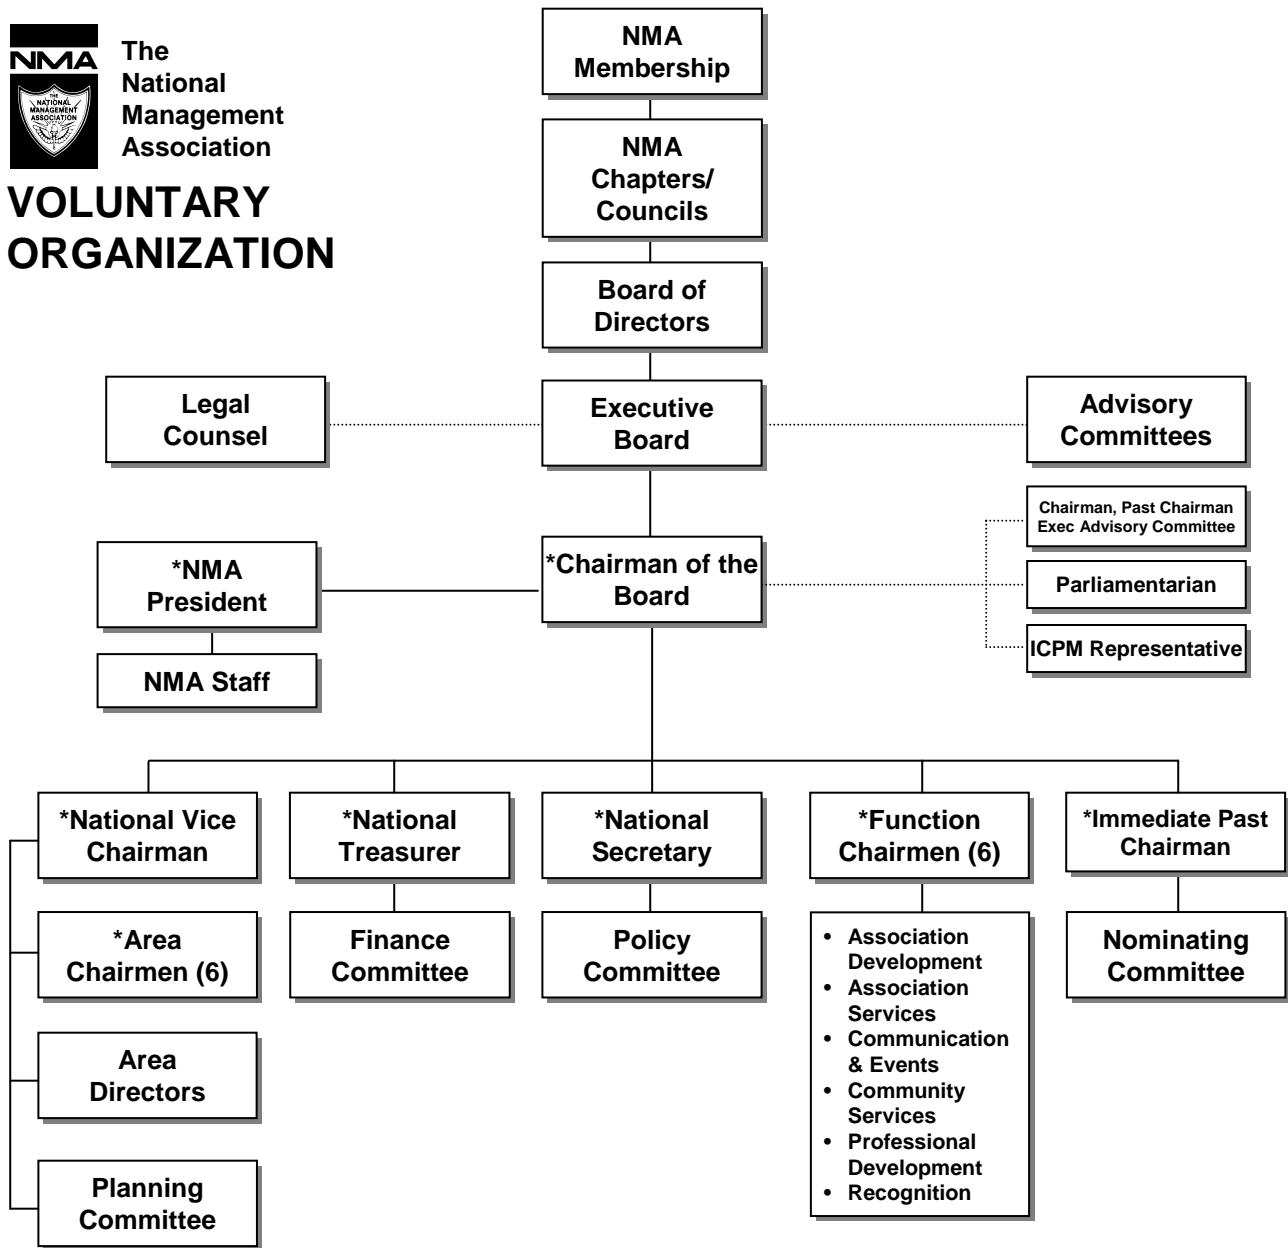 NMA
THE
NATIONAL
MANAGEMENT
ASSOCIATION
The
National
Management
Association
VOLUNTARY
ORGANIZATION
NMA
Membership
NMA
Chapters/
Councils
Board of
Directors
Legal
Counsel
Executive
Board
Advisory
Committees
Chairman, Past Chairman
Exec Advisory Committee
*NMA
President
*Chairman of the
Board
Parliamentarian
ICPM Representative
NMA Staff
*National Vice
Chairman
*National
Treasurer
*National
Secretary
*Function
Chairmen (6)
*Immediate Past
Chairman
*Area
Chairmen (6)
Finance
Committee
Policy
Committee
• Association
Development
• Association
Services
• Communication
& Events
• Community
Services
• Professional
Development
• Recognition
Nominating
Committee
Area
Directors
Planning
Committee